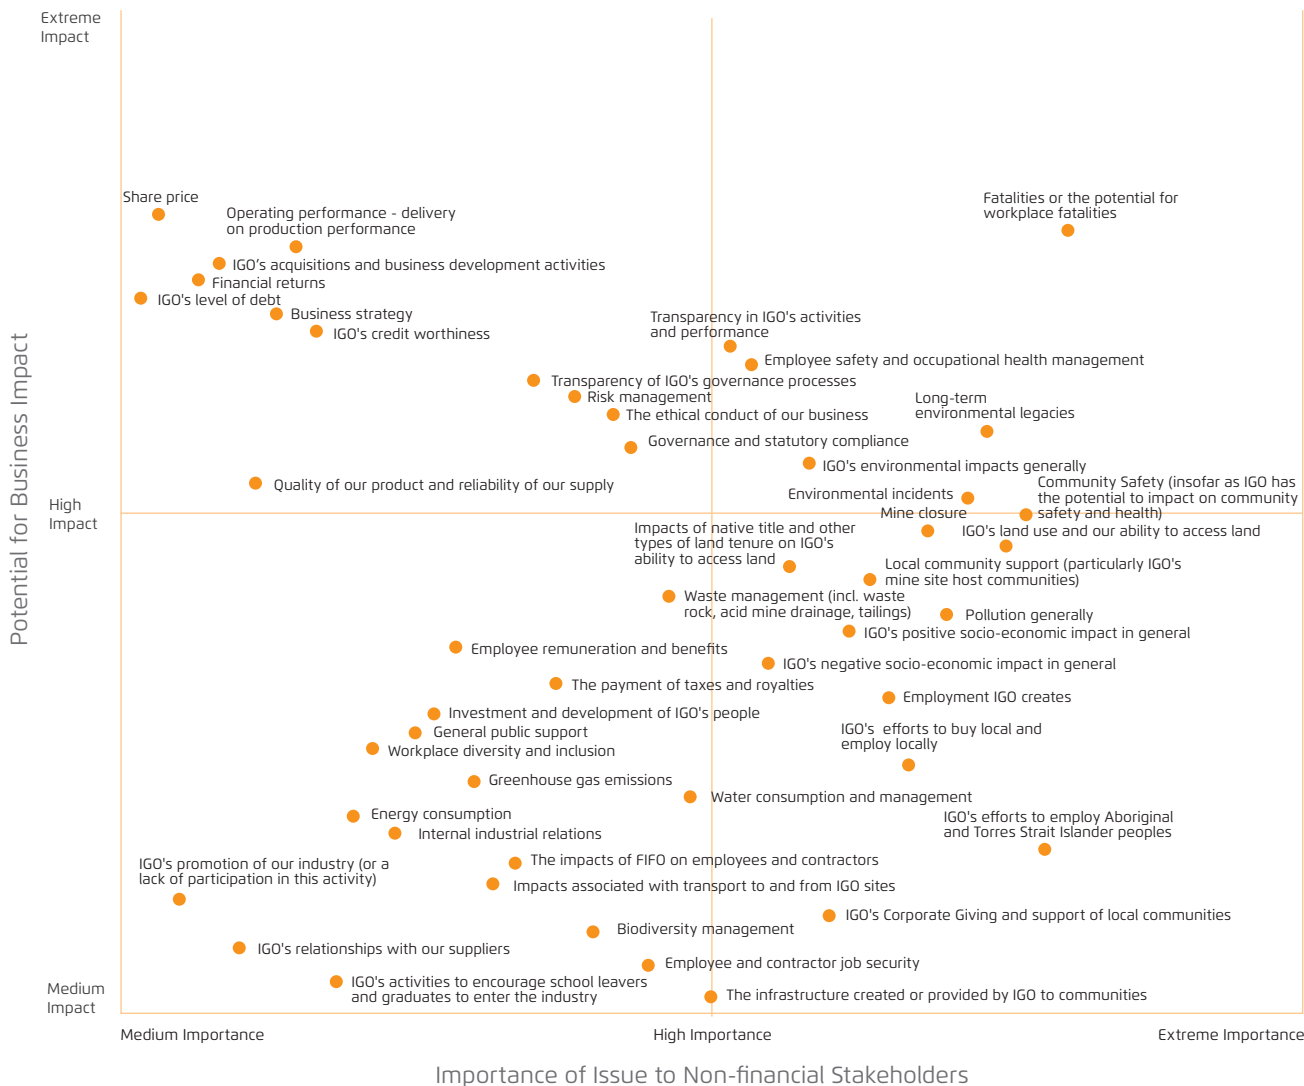 Extreme
Impact
Share price
Fatalities or the potential for
workplace fatalities
Operating performance - delivery
on production performance
IGO’s acquisitions and business development activities
Financial returns
IGO's level of debt
Business strategy
IGO's credit worthiness
Transparency in IGO's activities
and performance
Employee safety and occupational health management
Transparency of IGO's governance processes
Risk management
Long-term
environmental legacies
The ethical conduct of our business
Governance and statutory compliance
IGO's environmental impacts generally
Quality of our product and reliability of our supply
Community Safety (insofar as IGO has
the potential to impact on community
safety and health)
Environmental incidents
High
Impact
Mine closure
IGO's land use and our ability to access land
Impacts of native title and other
types of land tenure on IGO's
ability to access land
Local community support (particularly IGO's
mine site host communities)
Waste management (incl. waste
rock, acid mine drainage, tailings)
Pollution generally
IGO's positive socio-economic impact in general
Employee remuneration and benefits
IGO's negative socio-economic impact in general
The payment of taxes and royalties
Employment IGO creates
Investment and development of IGO's people
General public support
IGO's  efforts to buy local and
employ locally
Workplace diversity and inclusion
Greenhouse gas emissions
Water consumption and management
Energy consumption
IGO's efforts to employ Aboriginal
and Torres Strait Islander peoples
Internal industrial relations
The impacts of FIFO on employees and contractors
IGO's promotion of our industry (or a
lack of participation in this activity)
Impacts associated with transport to and from IGO sites
IGO's Corporate Giving and support of local communities
Biodiversity management
IGO's relationships with our suppliers
Employee and contractor job security
IGO's activities to encourage school leavers
and graduates to enter the industry
The infrastructure created or provided by IGO to communities
Medium
Impact
Potential for Business Impact
Medium Importance
High Importance
Extreme Importance
Importance of Issue to Non-financial Stakeholders